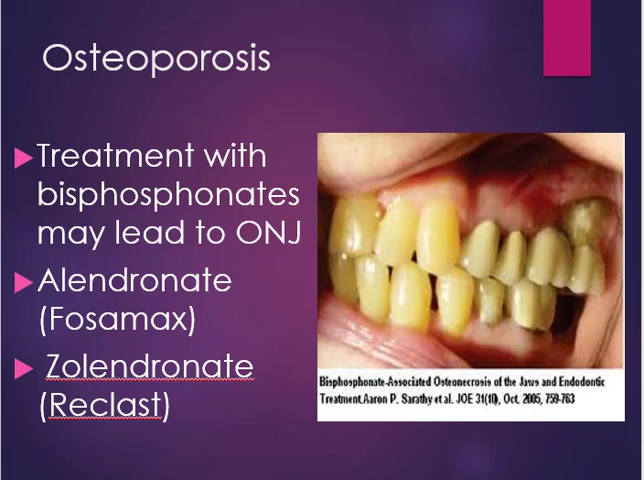 Osteoporosis
Treatment with
bisphosphonates
may lead to ONJ
Alendronate
(Fosamax)
Zolendronate
(Reclast)
Bisphosphonate-Associated Osteonecrosis of the Jaws and Endodontic
Treatment.Aaron P. Sarathy et al. JOE 31(10), Oct. 2005, 759-763